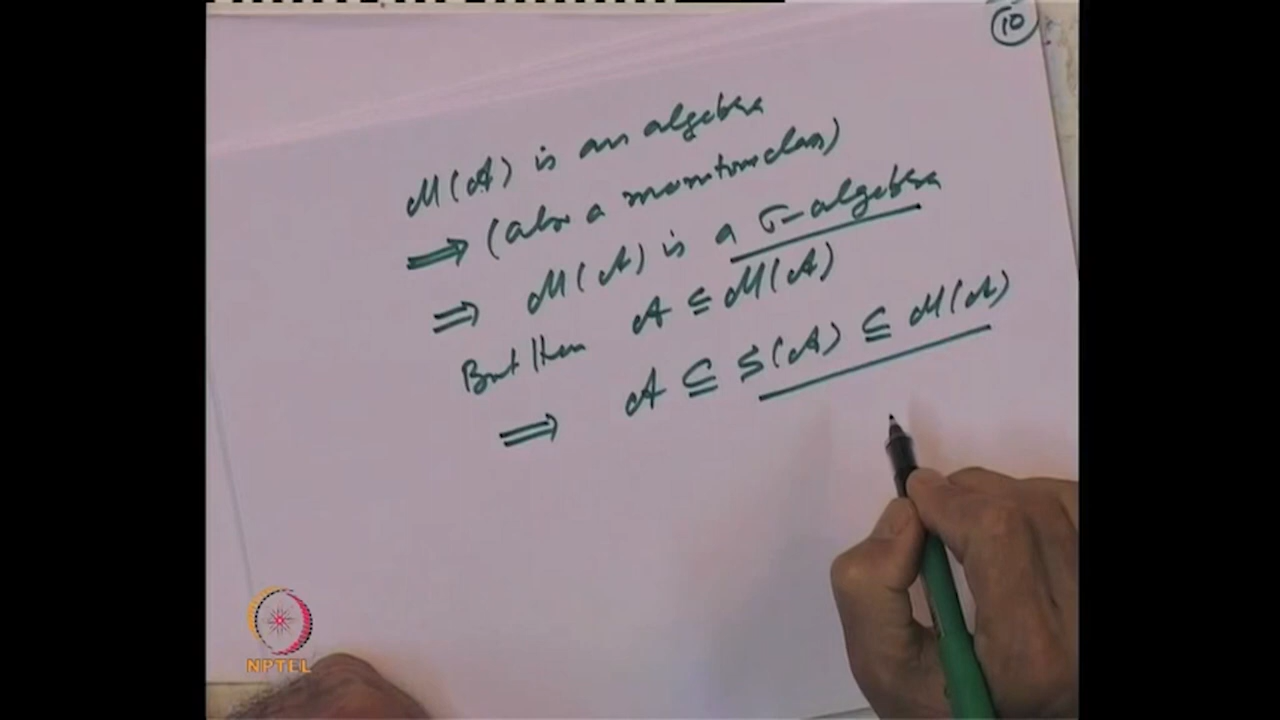 10
M(A) is an algebra
⟹ (also a monotone class)
⟹ M(A) is a σ-algebra
But then A ⊆ M(A)
⟹ A ⊆ S(A) ⊆ M(A)
NPTEL